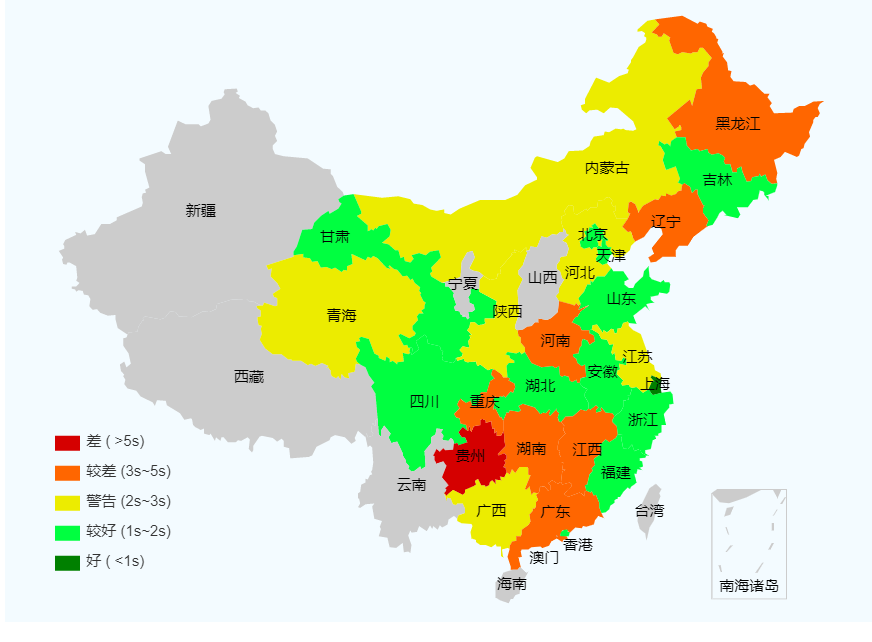 黑龙江
内蒙古
吉林
新疆
辽宁
甘肃
北京
天津
宁夏
山西
河北
山东
青海
陕西
河南
江苏
西藏
安徽
上海
四川
重庆
湖北
浙江
差 ( >5s)
贵州
湖南
江西
较差 (3s~5s)
福建
云南
警告 (2s~3s)
广西
广东
台湾
较好 (1s~2s)
香港
澳门
好 ( <1s)
海南
南海诸岛